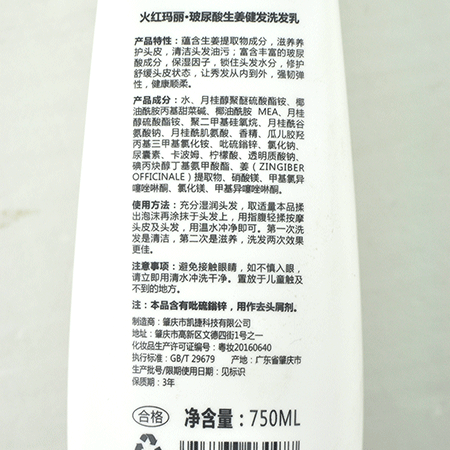 火红玛丽·玻尿酸生姜健发洗发乳
产品特性：蕴含生姜提取物成分，滋养养
护头皮，清洁头发油污；富含丰富的玻尿
酸成分，保湿因子，锁住头发水分，修护
舒缓头皮状态，让秀发从内到外，强韧弹
性，健康顺柔。
产品成分：水、月桂醇聚醚硫酸酯铵、椰
油酰胺丙基甜菜碱、椰油酰胺 MEA、月桂
醇硫酸酯铵、聚二甲基硅氧烷、月桂酰谷
氨酸钠、月桂酰肌氨酸、香精、瓜儿胶羟
丙基三甲基氯化铵、吡硫鎓锌、氯化钠、
尿囊素、卡波姆、柠檬酸、透明质酸钠、
碘丙炔醇丁基氨甲酸酯、姜（ZINGIBER
OFFICINALE）提取物、硝酸镁、甲基氯异
噻唑啉酮、氯化镁、甲基异噻唑啉酮。
使用方法：充分湿润头发，取适量本品揉
出泡沫再涂抹于头发上，用指腹轻揉按摩
头皮及头发，用温水冲净即可。第一次洗
发是清洁，第二次是滋养，洗发两次效果
更佳。
注意事项：避免接触眼睛，如不慎入眼，
请立即用清水冲洗干净。置放于儿童触及
不到的地方。
注：本品含有吡硫鎓锌，用作去头屑剂。
制造商：肇庆市凯捷科技有限公司
地址：肇庆市高新区文德四街1号之一
化妆品生产许可证编号：粤妆20160640
执行标准：GB/T 29679 产地：广东省肇庆市
生产批号/限期使用日期：见标识
保质期：3年
合格 净含量：750ML